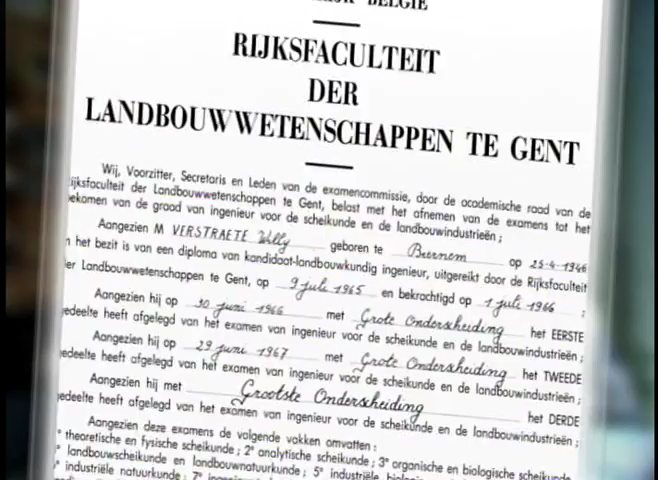 BELGIE
RIJKSFACULTEIT
DER
LANDBOUWWETENSCHAPPEN TE GENT
Wij, Voorzitter, Secretaris en Leden van de examencommissie, door de academische raad van de
ijksfaculteit der Landbouwwetenschappen te Gent, belast met het afnemen van de examens tot het
ekomen van de graad van ingenieur voor de scheikunde en de landbouwindustrieën ;
Aangezien M VERSTRAETE Willy geboren te Beernem op 25-4-1946
n het bezit is van een diploma van kandidaat-landbouwkundig ingenieur, uitgereikt door de Rijksfaculteit
er Landbouwwetenschappen te Gent, op 9 juli 1965 en bekrachtigd op 1 juli 1966 ;
Aangezien hij op 30 juni 1966 met Grote Onderscheiding het EERSTE
gedeelte heeft afgelegd van het examen van ingenieur voor de scheikunde en de landbouwindustrieën ;
Aangezien hij op 29 juni 1967 met Grote Onderscheiding het TWEEDE
gedeelte heeft afgelegd van het examen van ingenieur voor de scheikunde en de landbouwindustrieën ;
Aangezien hij met Grootste Onderscheiding het DERDE
gedeelte heeft afgelegd van het examen van ingenieur voor de scheikunde en de landbouwindustrieën ;
Aangezien deze examens de volgende vakken omvatten :
° theoretische en fysische scheikunde ; 2° analytische scheikunde ; 3° organische en biologische scheikunde
° landbouwscheikunde en landbouwnatuurkunde ; 5° industriële
° industriële natuurkunde ; 7°